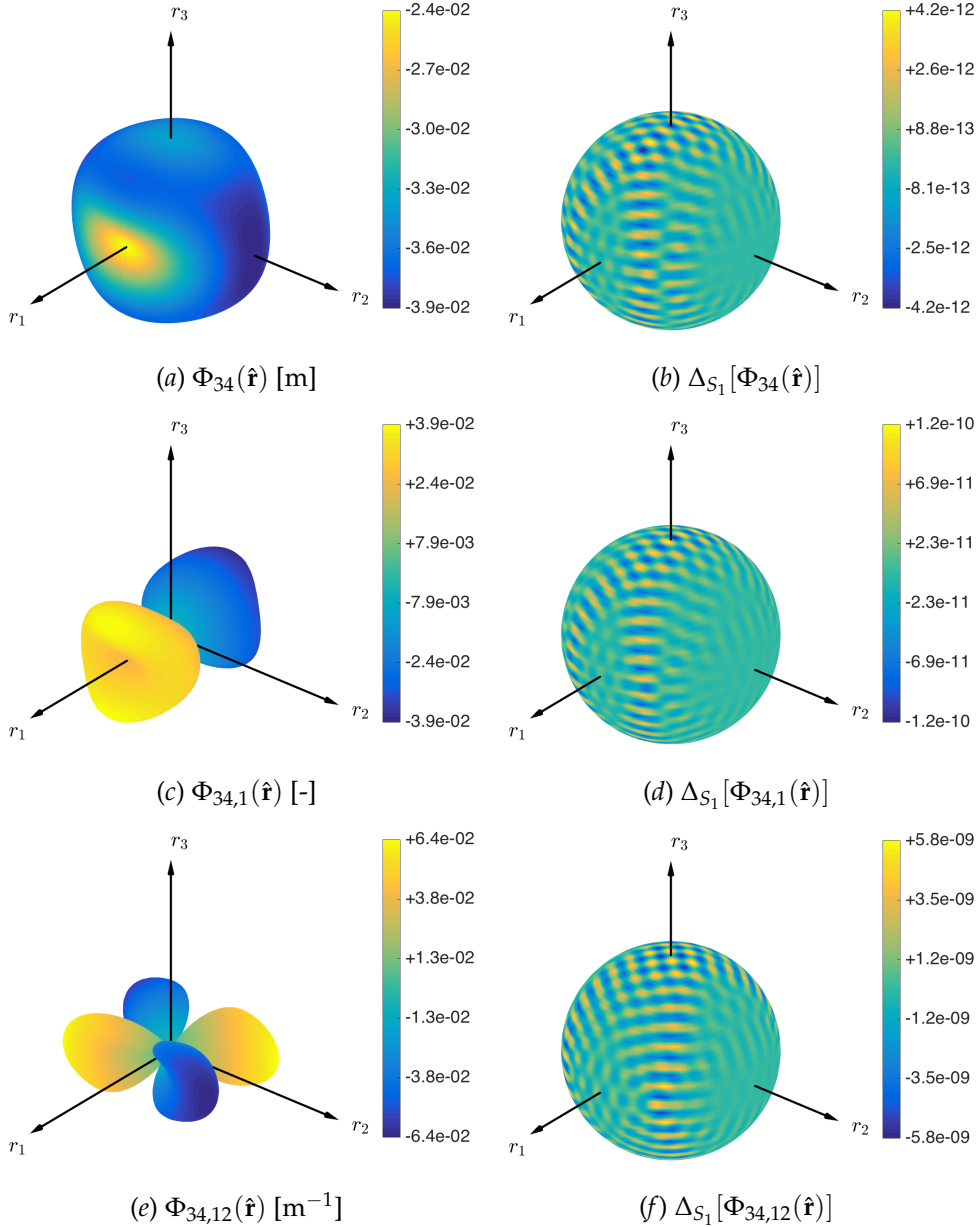 r3
-2.4e-02
-2.7e-02
-3.0e-02
-3.3e-02
-3.6e-02
-3.9e-02
r1
r2
(a) Φ34(r̂) [m]
r3
+4.2e-12
+2.6e-12
+8.8e-13
-8.1e-13
-2.5e-12
-4.2e-12
r1
r2
(b) ΔS1[Φ34(r̂)]
r3
+3.9e-02
+2.4e-02
+7.9e-03
-7.9e-03
-2.4e-02
-3.9e-02
r1
r2
(c) Φ34,1(r̂) [-]
r3
+1.2e-10
+6.9e-11
+2.3e-11
-2.3e-11
-6.9e-11
-1.2e-10
r1
r2
(d) ΔS1[Φ34,1(r̂)]
r3
+6.4e-02
+3.8e-02
+1.3e-02
-1.3e-02
-3.8e-02
-6.4e-02
r1
r2
(e) Φ34,12(r̂) [m⁻¹]
r3
+5.8e-09
+3.5e-09
+1.2e-09
-1.2e-09
-3.5e-09
-5.8e-09
r1
r2
(f) ΔS1[Φ34,12(r̂)]